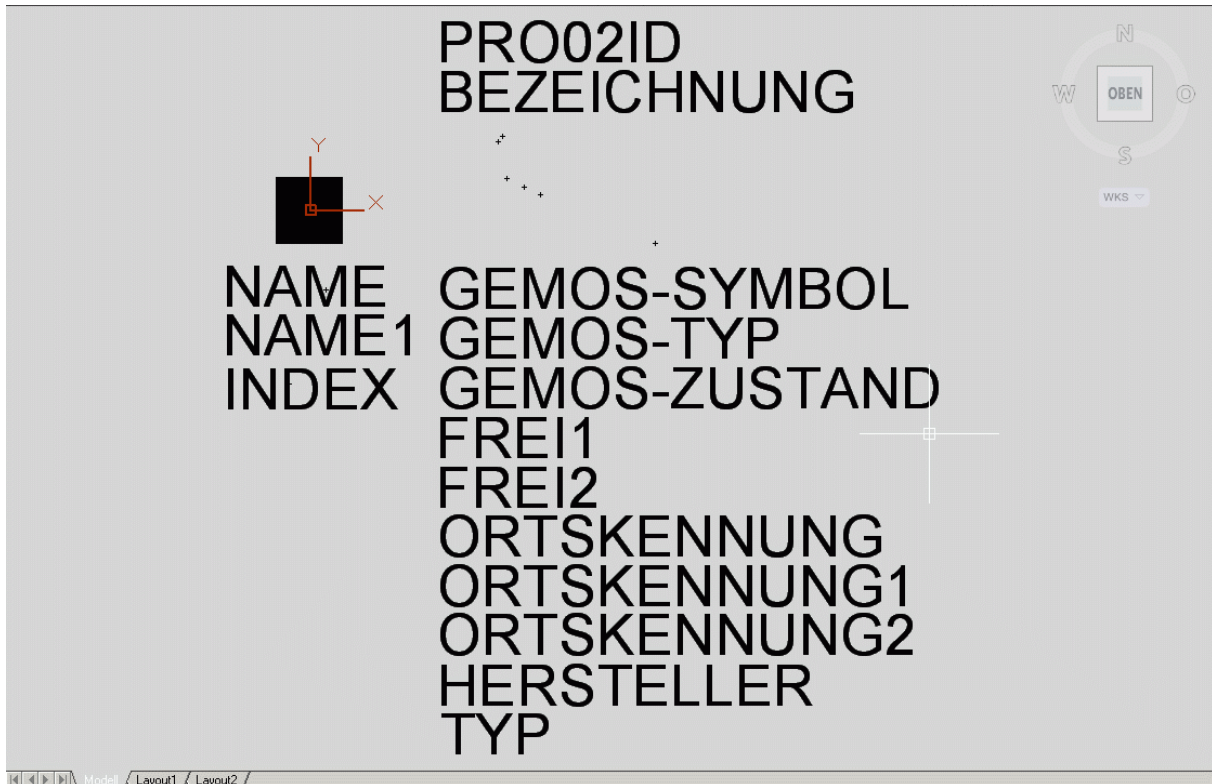 PRO02ID
BEZEICHNUNG
N
W OBEN O
S
WKS
Y
X
NAME
NAME1
INDEX
GEMOS-SYMBOL
GEMOS-TYP
GEMOS-ZUSTAND
FREI1
FREI2
ORTSKENNUNG
ORTSKENNUNG1
ORTSKENNUNG2
HERSTELLER
TYP
Modell Layout1 Layout2